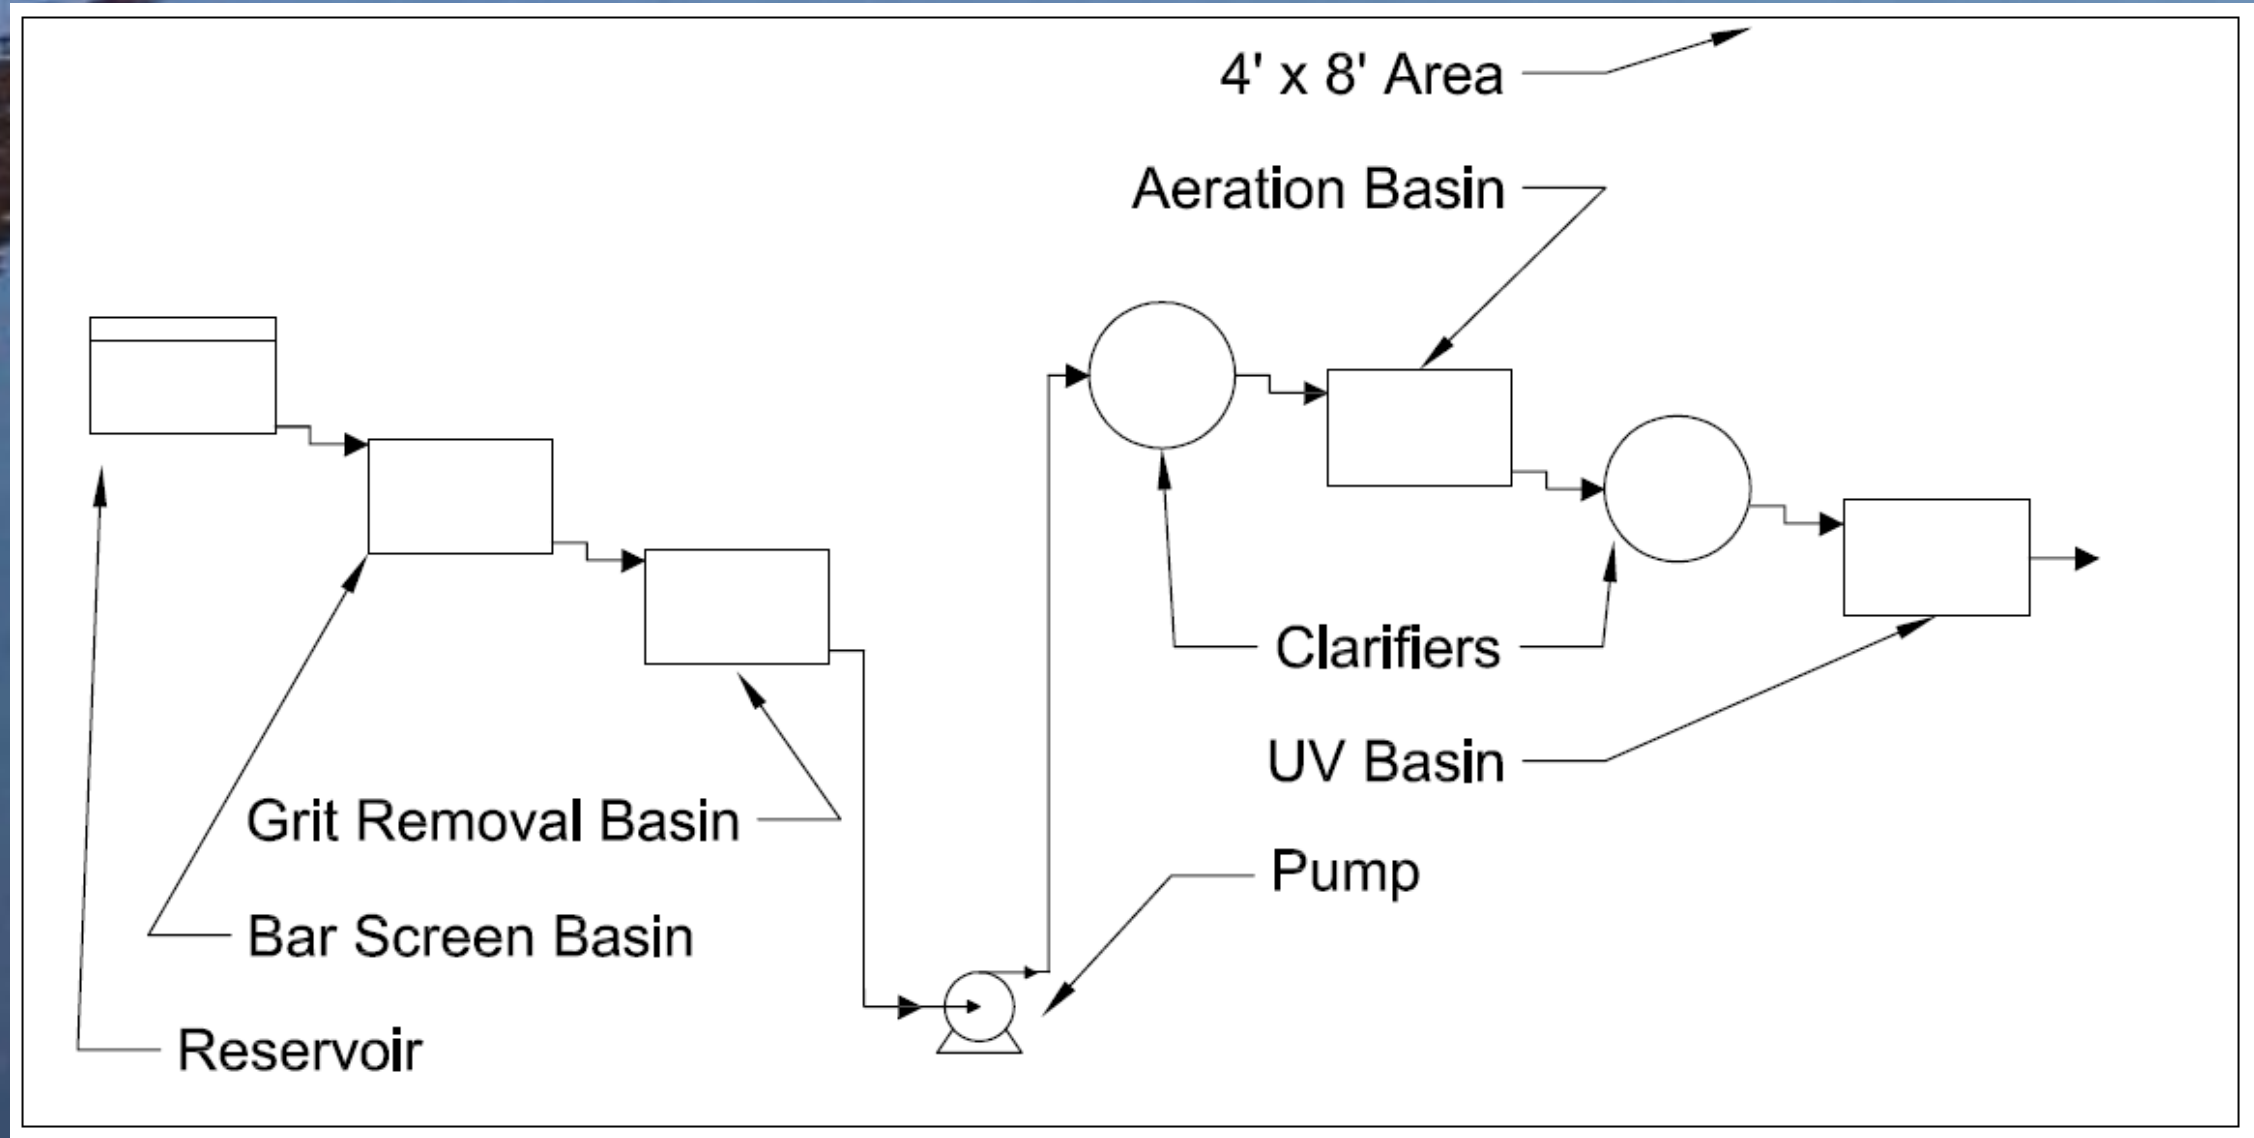 4' x 8' Area
Aeration Basin
Clarifiers
UV Basin
Grit Removal Basin
Pump
Bar Screen Basin
Reservoir